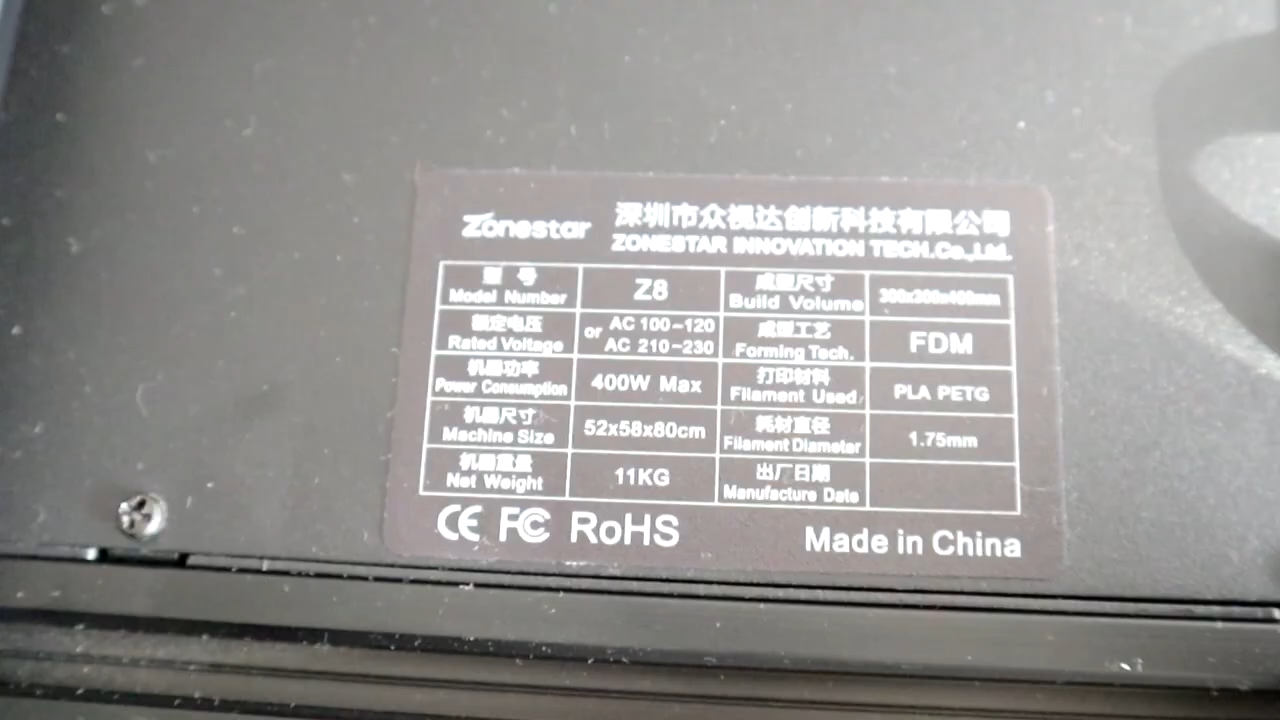 Zonestar
深圳市众视达创新科技有限公司
ZONESTAR INNOVATION TECH.Co.,Ltd.
型 号
Model Number
Z8
成型尺寸
Build Volume
300x300x400mm
额定电压
Rated Voltage
or AC 100~120
AC 210~230
成型工艺
Forming Tech.
FDM
机器功率
Power Consumption
400W Max
打印材料
Filament Used
PLA PETG
机器尺寸
Machine Size
52x58x80cm
耗材直径
Filament Diameter
1.75mm
机器重量
Net Weight
11KG
出厂日期
Manufacture Date
CE FC RoHS
Made in China